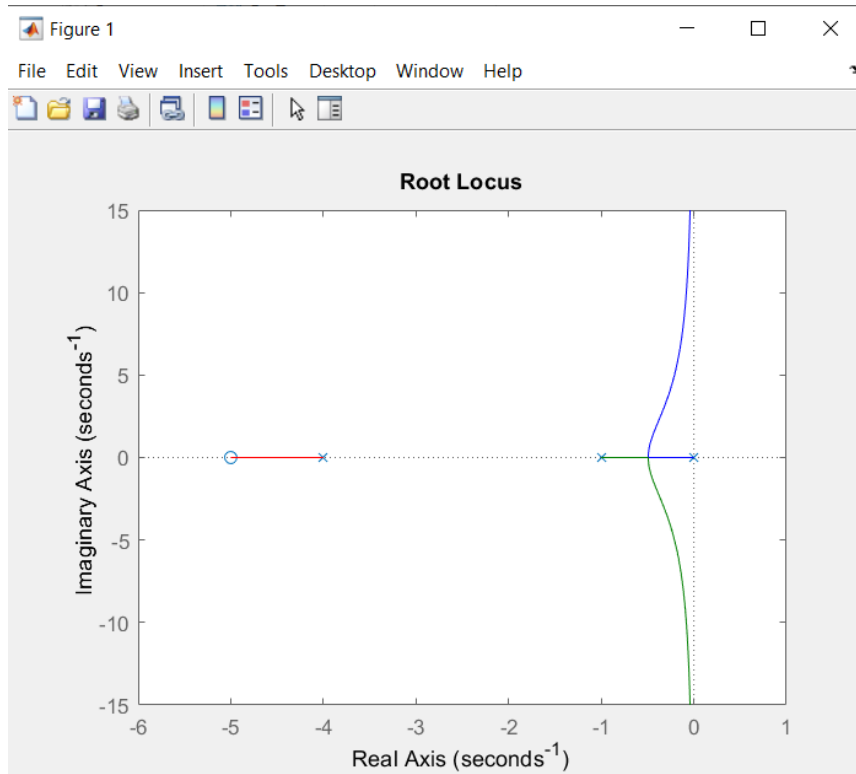 Figure 1
File Edit View Insert Tools Desktop Window Help
Root Locus
15
10
5
0
-5
-10
-15
Imaginary Axis (seconds⁻¹)
-6 -5 -4 -3 -2 -1 0 1
Real Axis (seconds⁻¹)